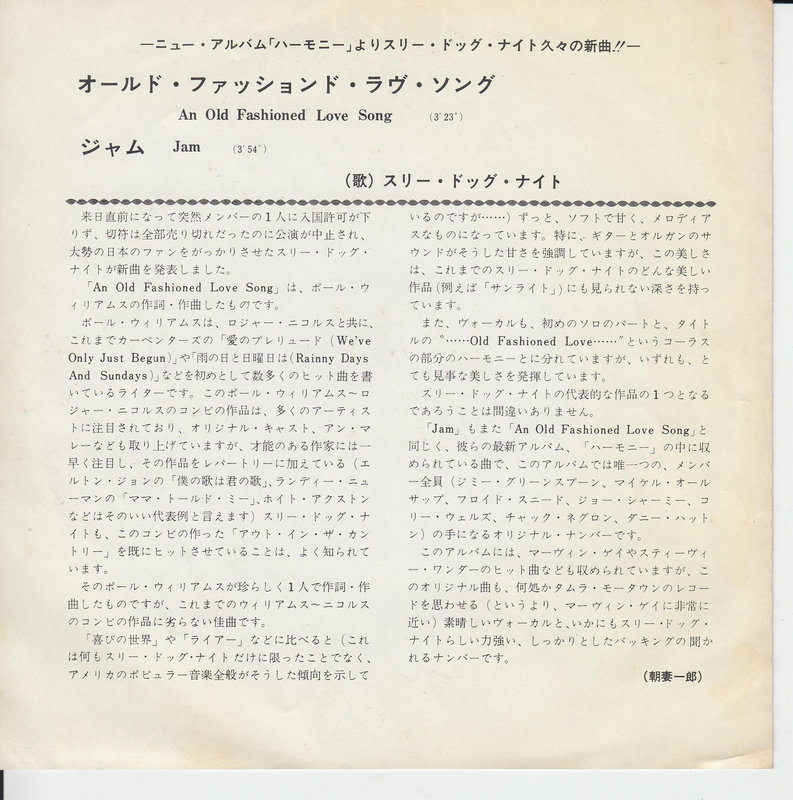 ―ニュー・アルバム「ハーモニー」よりスリー・ドッグ・ナイト久々の新曲!!―
オールド・ファッションド・ラヴ・ソング
An Old Fashioned Love Song (3′23″)
ジャム Jam (3′54″)
（歌）スリー・ドッグ・ナイト
来日直前になって突然メンバーの1人に入国許可が下
りず、切符は全部売り切れだったのに公演が中止され、
大勢の日本のファンをがっかりさせたスリー・ドッグ・
ナイトが新曲を発表しました。
「An Old Fashioned Love Song」は、ポール・ウ
ィリアムスの作詞・作曲したものです。
ポール・ウィリアムスは、ロジャー・ニコルスと共に、
これまでカーペンターズの「愛のプレリュード（We've
Only Just Begun)」や「雨の日と日曜日は（Rainny Days
And Sundays)」などを初めとして数多くのヒット曲を書
いているライターです。このポール・ウィリアムス～ロ
ジャー・ニコルスのコンビの作品は、多くのアーティス
トに注目されており、オリジナル・キャスト、アン・マ
レーなども取り上げていますが、才能のある作家には一
早く注目し、その作品をレパートリーに加えている（エ
ルトン・ジョンの「僕の歌は君の歌」、ランディー・ニュ
ーマンの「ママ・トールド・ミー」、ホイト・アクストン
などはそのいい代表例と言えます）スリー・ドッグ・ナ
イトも、このコンビの作った「アウト・イン・ザ・カン
トリー」を既にヒットさせていることは、よく知られて
います。
そのポール・ウィリアムスが珍らしく1人で作詞・作
曲したものですが、これまでのウィリアムス～ニコルス
のコンビの作品に劣らない佳曲です。
「喜びの世界」や「ライアー」などに比べると（これ
は何もスリー・ドッグ・ナイトだけに限ったことでなく、
アメリカのポピュラー音楽全般がそうした傾向を示して
いるのですが……）ずっと、ソフトで甘く、メロディア
スなものになっています。特に、ギターとオルガンのサ
ウンドがそうした甘さを強調していますが、この美しさ
は、これまでのスリー・ドッグ・ナイトのどんな美しい
作品（例えば「サンライト」）にも見られない深さを持っ
ています。
また、ヴォーカルも、初めのソロのパートと、タイト
ルの〝……Old Fashioned Love……〟というコーラス
の部分のハーモニーとに分れていますが、いずれも、と
ても見事な美しさを発揮しています。
スリー・ドッグ・ナイトの代表的な作品の1つとなる
であろうことは間違いありません。
「Jam」もまた「An Old Fashioned Love Song」と
同じく、彼らの最新アルバム、「ハーモニー」の中に収
められている曲で、このアルバムでは唯一つの、メンバ
ー全員（ジミー・グリーンスプーン、マイケル・オール
サップ、フロイド・スニード、ジョー・シャーミー、コ
リー・ウェルズ、チャック・ネグロン、ダニー・ハット
ン）の手になるオリジナル・ナンバーです。
このアルバムには、マーヴィン・ゲイやスティーヴィ
ー・ワンダーのヒット曲なども収められていますが、こ
のオリジナル曲も、何処かタムラ・モータウンのレコー
ドを思わせる（というより、マーヴィン・ゲイに非常に
近い）素晴しいヴォーカルと、いかにもスリー・ドッグ・
ナイトらしい力強い、しっかりとしたバッキングの聞か
れるナンバーです。
（朝妻一郎）